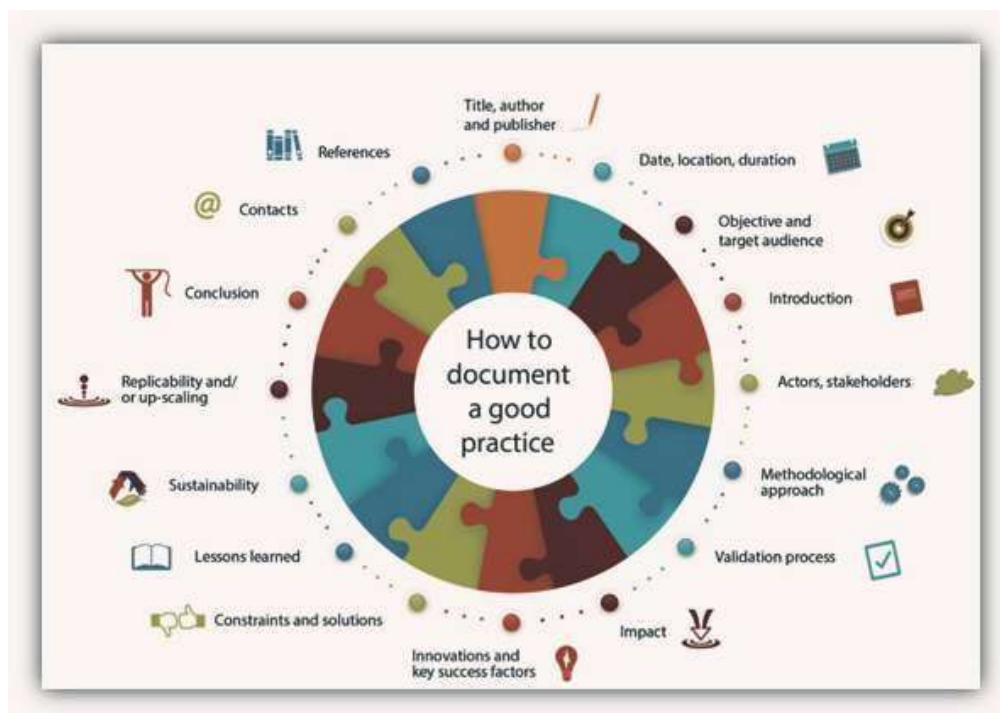 How to
document
a good
practice
Title, author
and publisher
Date, location, duration
Objective and
target audience
Introduction
Actors, stakeholders
Methodological
approach
Validation process
Impact
Innovations and
key success factors
Constraints and solutions
Lessons learned
Sustainability
Replicability and/
or up-scaling
Conclusion
@
Contacts
References